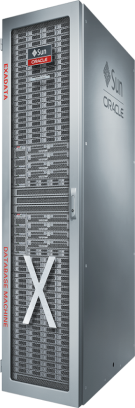 Sun
ORACLE
Sun
ORACLE
EXADATA
DATABASE MACHINE
X